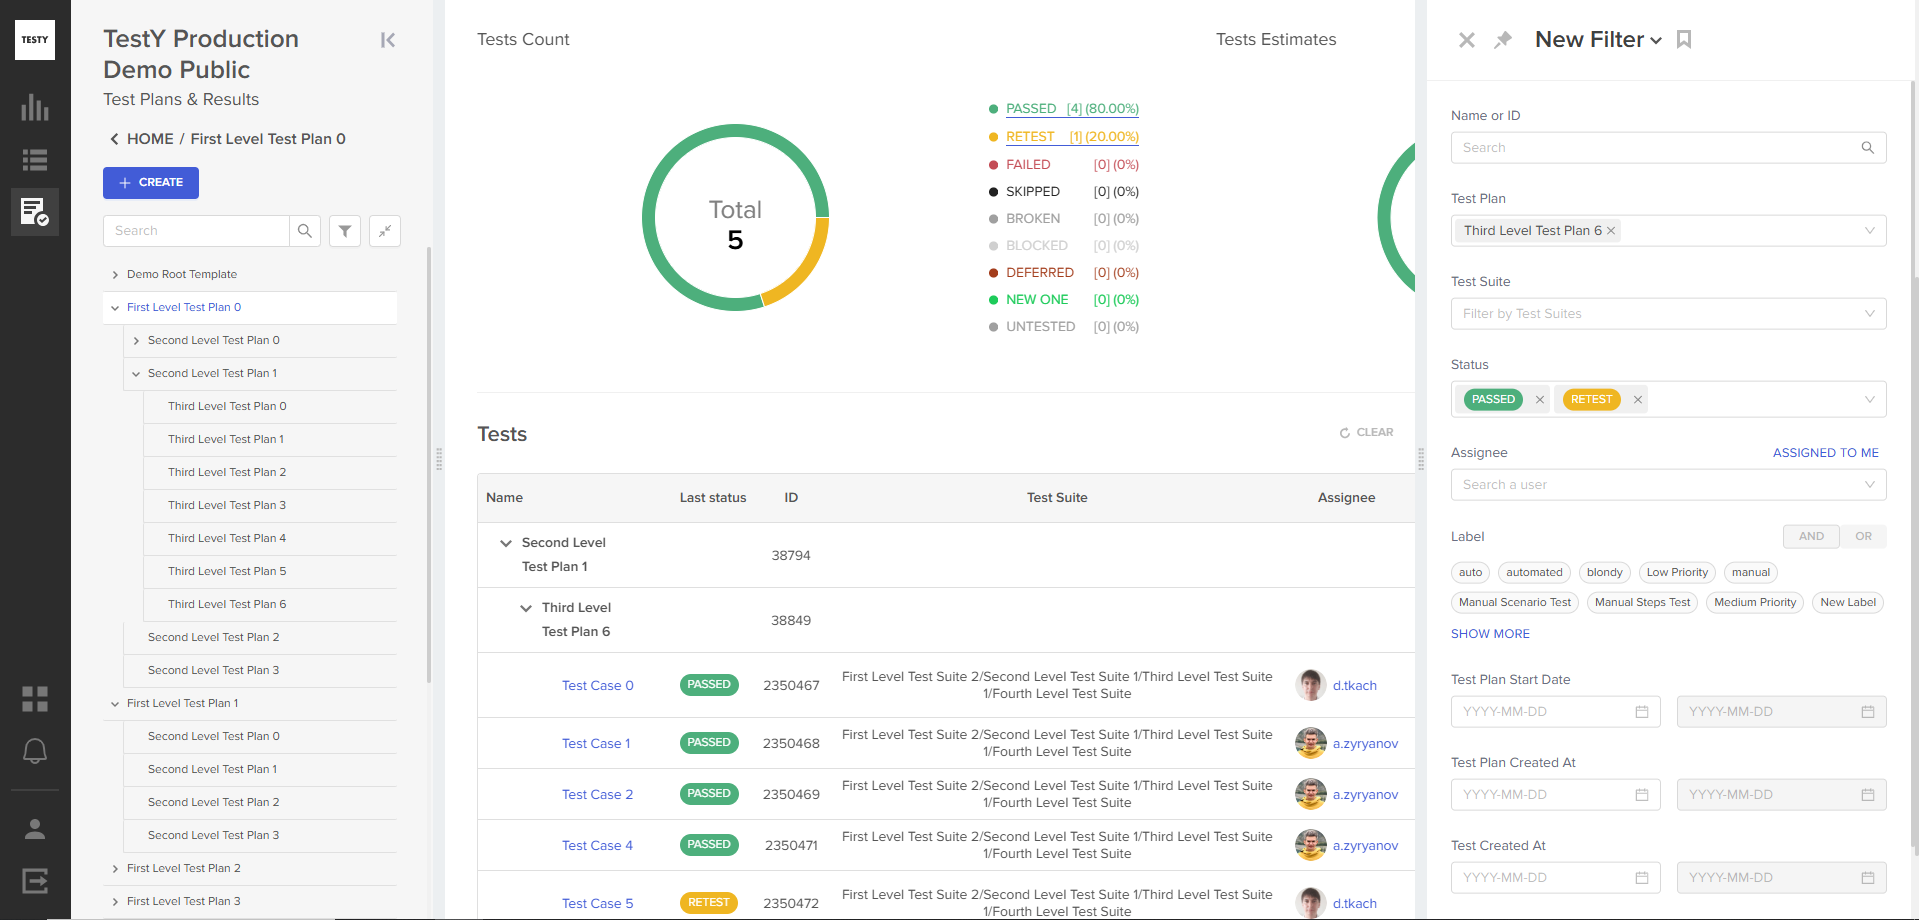 TESTY
TestY Production
Demo Public
Test Plans & Results
HOME / First Level Test Plan 0
CREATE
Search
Demo Root Template
First Level Test Plan 0
Second Level Test Plan 0
Second Level Test Plan 1
Third Level Test Plan 0
Third Level Test Plan 1
Third Level Test Plan 2
Third Level Test Plan 3
Third Level Test Plan 4
Third Level Test Plan 5
Third Level Test Plan 6
Second Level Test Plan 2
Second Level Test Plan 3
First Level Test Plan 1
Second Level Test Plan 0
Second Level Test Plan 1
Second Level Test Plan 2
Second Level Test Plan 3
First Level Test Plan 2
First Level Test Plan 3
Tests Count
Tests Estimates
Total
5
PASSED [4] (80.00%)
RETEST [1] (20.00%)
FAILED [0] (0%)
SKIPPED [0] (0%)
BROKEN [0] (0%)
BLOCKED [0] (0%)
DEFERRED [0] (0%)
NEW ONE [0] (0%)
UNTESTED [0] (0%)
Tests
CLEAR
Name Last status ID Test Suite Assignee
Second Level
Test Plan 1
38794
Third Level
Test Plan 6
38849
Test Case 0 PASSED 2350467 First Level Test Suite 2/Second Level Test Suite 1/Third Level Test Suite
1/Fourth Level Test Suite
d.tkach
Test Case 1 PASSED 2350468 First Level Test Suite 2/Second Level Test Suite 1/Third Level Test Suite
1/Fourth Level Test Suite
a.zyryanov
Test Case 2 PASSED 2350469 First Level Test Suite 2/Second Level Test Suite 1/Third Level Test Suite
1/Fourth Level Test Suite
a.zyryanov
Test Case 4 PASSED 2350471 First Level Test Suite 2/Second Level Test Suite 1/Third Level Test Suite
1/Fourth Level Test Suite
a.zyryanov
Test Case 5 RETEST 2350472 First Level Test Suite 2/Second Level Test Suite 1/Third Level Test Suite
1/Fourth Level Test Suite
d.tkach
New Filter
Name or ID
Search
Test Plan
Third Level Test Plan 6
Test Suite
Filter by Test Suites
Status
PASSED RETEST
Assignee ASSIGNED TO ME
Search a user
Label AND OR
auto automated blondy Low Priority manual
Manual Scenario Test Manual Steps Test Medium Priority New Label
SHOW MORE
Test Plan Start Date
YYYY-MM-DD YYYY-MM-DD
Test Plan Created At
YYYY-MM-DD YYYY-MM-DD
Test Created At
YYYY-MM-DD YYYY-MM-DD